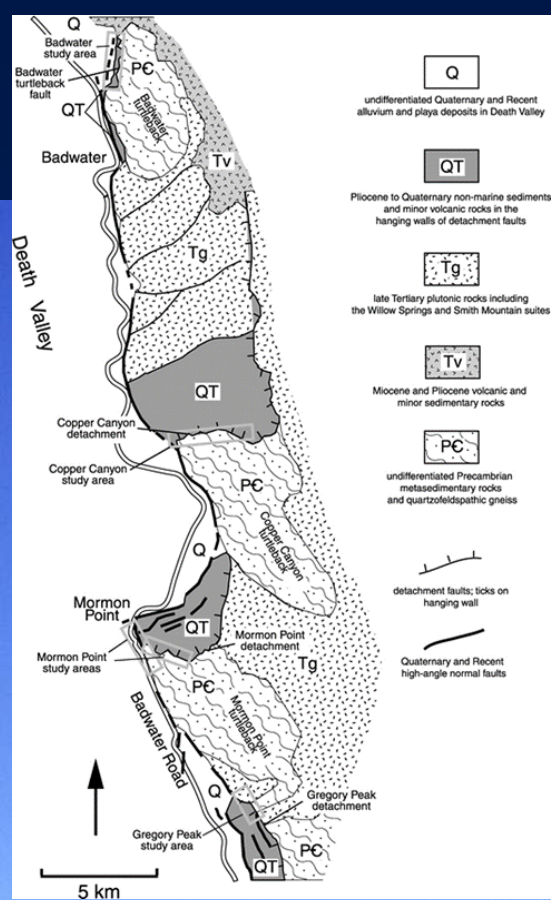 Q
Badwater
study area
Badwater
turtleback
fault
QT
Badwater
PC
Badwater
turtleback
Tv
Tg
Death Valley
QT
Copper Canyon
detachment
Copper Canyon
study area
PC
Copper Canyon
turtleback
Q
Mormon
Point
QT
Mormon Point
detachment
Mormon Point
study areas
PC
Tg
Mormon Point
turtleback
Badwater Road
Q
Gregory Peak
detachment
Gregory Peak
study area
PC
QT
5 km
Q
undifferentiated Quaternary and Recent
alluvium and playa deposits in Death Valley
QT
Pliocene to Quaternary non-marine sediments
and minor volcanic rocks in the
hanging walls of detachment faults
Tg
late Tertiary plutonic rocks including
the Willow Springs and Smith Mountain suites
Tv
Miocene and Pliocene volcanic and
minor sedimentary rocks
PC
undifferentiated Precambrian
metasedimentary rocks
and quartzofeldspathic gneiss
detachment faults; ticks on
hanging wall
Quaternary and Recent
high-angle normal faults